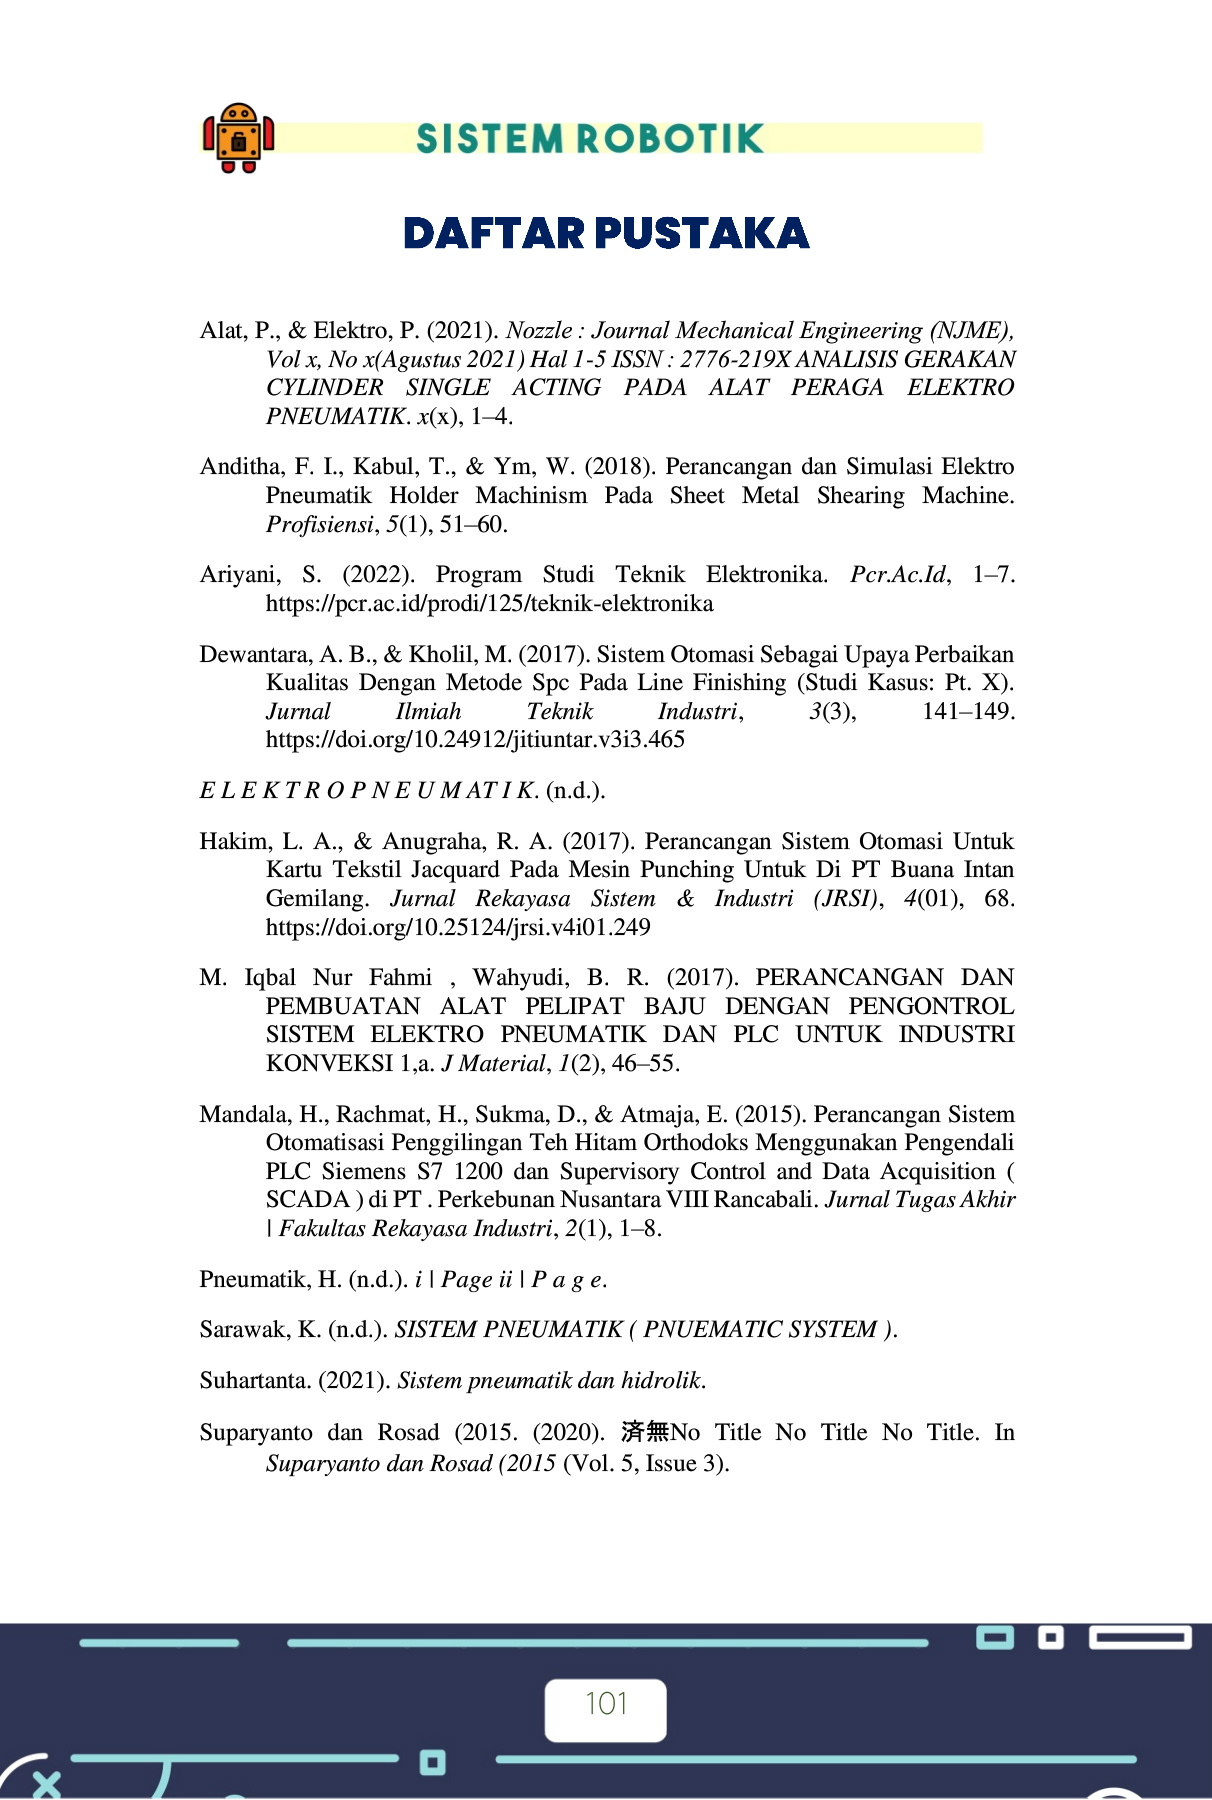 SISTEM ROBOTIK
DAFTAR PUSTAKA
Alat, P., & Elektro, P. (2021). Nozzle : Journal Mechanical Engineering (NJME),
Vol x, No x(Agustus 2021) Hal 1-5 ISSN : 2776-219X ANALISIS GERAKAN
CYLINDER SINGLE ACTING PADA ALAT PERAGA ELEKTRO
PNEUMATIK. x(x), 1–4.
Anditha, F. I., Kabul, T., & Ym, W. (2018). Perancangan dan Simulasi Elektro
Pneumatik Holder Machinism Pada Sheet Metal Shearing Machine.
Profisiensi, 5(1), 51–60.
Ariyani, S. (2022). Program Studi Teknik Elektronika. Pcr.Ac.Id, 1–7.
https://pcr.ac.id/prodi/125/teknik-elektronika
Dewantara, A. B., & Kholil, M. (2017). Sistem Otomasi Sebagai Upaya Perbaikan
Kualitas Dengan Metode Spc Pada Line Finishing (Studi Kasus: Pt. X).
Jurnal Ilmiah Teknik Industri, 3(3), 141–149.
https://doi.org/10.24912/jitiuntar.v3i3.465
E L E K T R O P N E U M A T I K. (n.d.).
Hakim, L. A., & Anugraha, R. A. (2017). Perancangan Sistem Otomasi Untuk
Kartu Tekstil Jacquard Pada Mesin Punching Untuk Di PT Buana Intan
Gemilang. Jurnal Rekayasa Sistem & Industri (JRSI), 4(01), 68.
https://doi.org/10.25124/jrsi.v4i01.249
M. Iqbal Nur Fahmi , Wahyudi, B. R. (2017). PERANCANGAN DAN
PEMBUATAN ALAT PELIPAT BAJU DENGAN PENGONTROL
SISTEM ELEKTRO PNEUMATIK DAN PLC UNTUK INDUSTRI
KONVEKSI 1,a. J Material, 1(2), 46–55.
Mandala, H., Rachmat, H., Sukma, D., & Atmaja, E. (2015). Perancangan Sistem
Otomatisasi Penggilingan Teh Hitam Orthodoks Menggunakan Pengendali
PLC Siemens S7 1200 dan Supervisory Control and Data Acquisition (
SCADA ) di PT . Perkebunan Nusantara VIII Rancabali. Jurnal Tugas Akhir
| Fakultas Rekayasa Industri, 2(1), 1–8.
Pneumatik, H. (n.d.). i | Page ii | P a g e.
Sarawak, K. (n.d.). SISTEM PNEUMATIK ( PNUEMATIC SYSTEM ).
Suhartanta. (2021). Sistem pneumatik dan hidrolik.
Suparyanto dan Rosad (2015. (2020). 済無No Title No Title No Title. In
Suparyanto dan Rosad (2015 (Vol. 5, Issue 3).
101